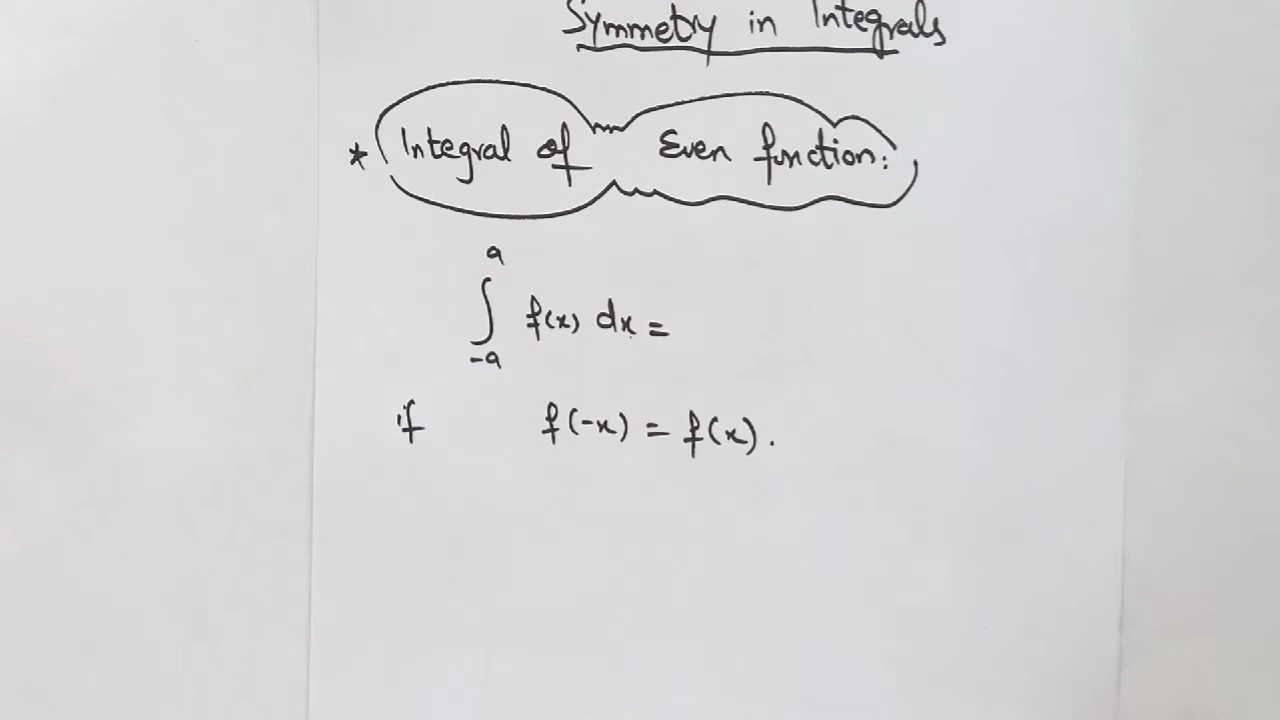 Symmetry in Integrals
* Integral of Even function:
∫_{-a}^{a} f(x) dx =
if f(-x) = f(x).